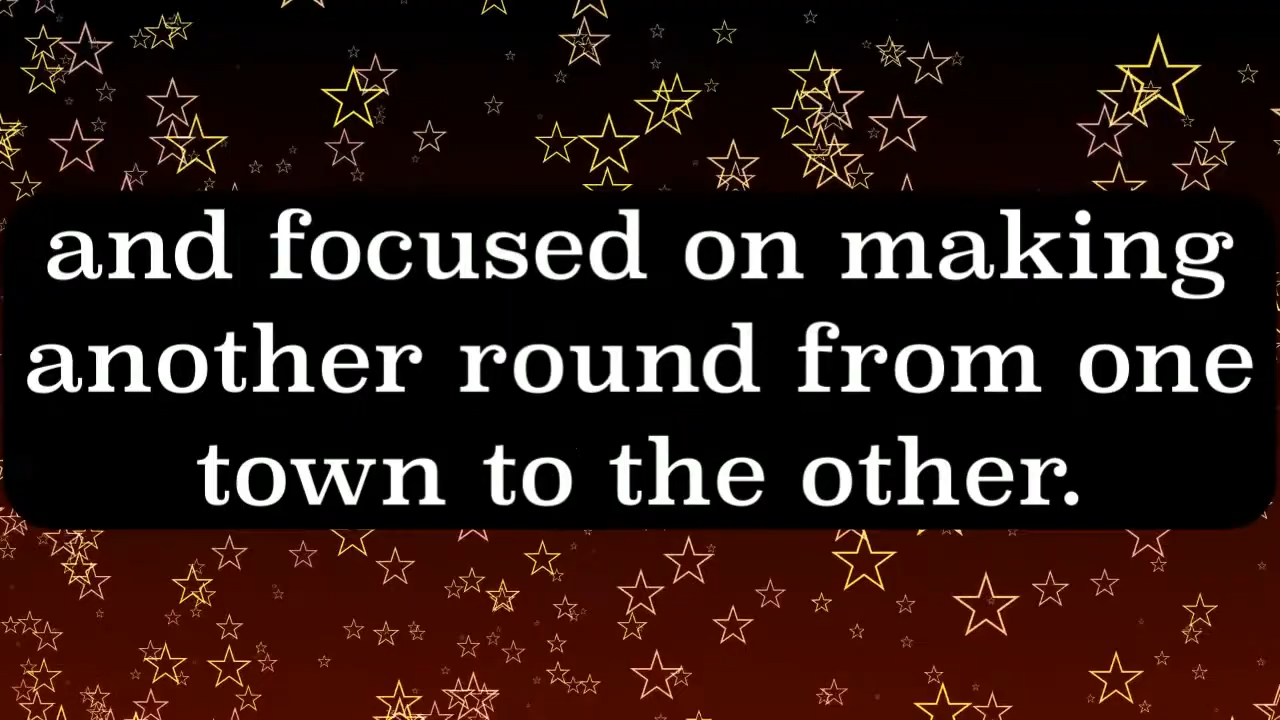 and focused on making
another round from one
town to the other.